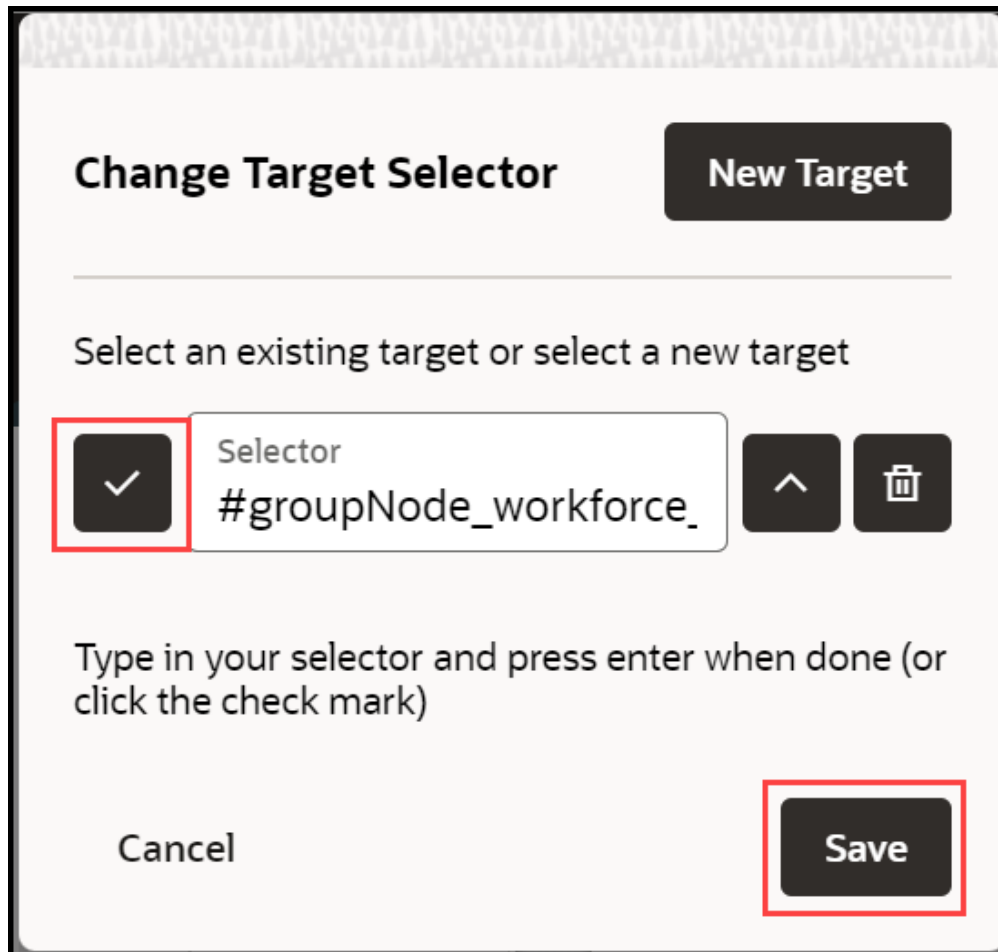 Change Target Selector
New Target
Select an existing target or select a new target
Selector
#groupNode_workforce_
Type in your selector and press enter when done (or
click the check mark)
Cancel
Save